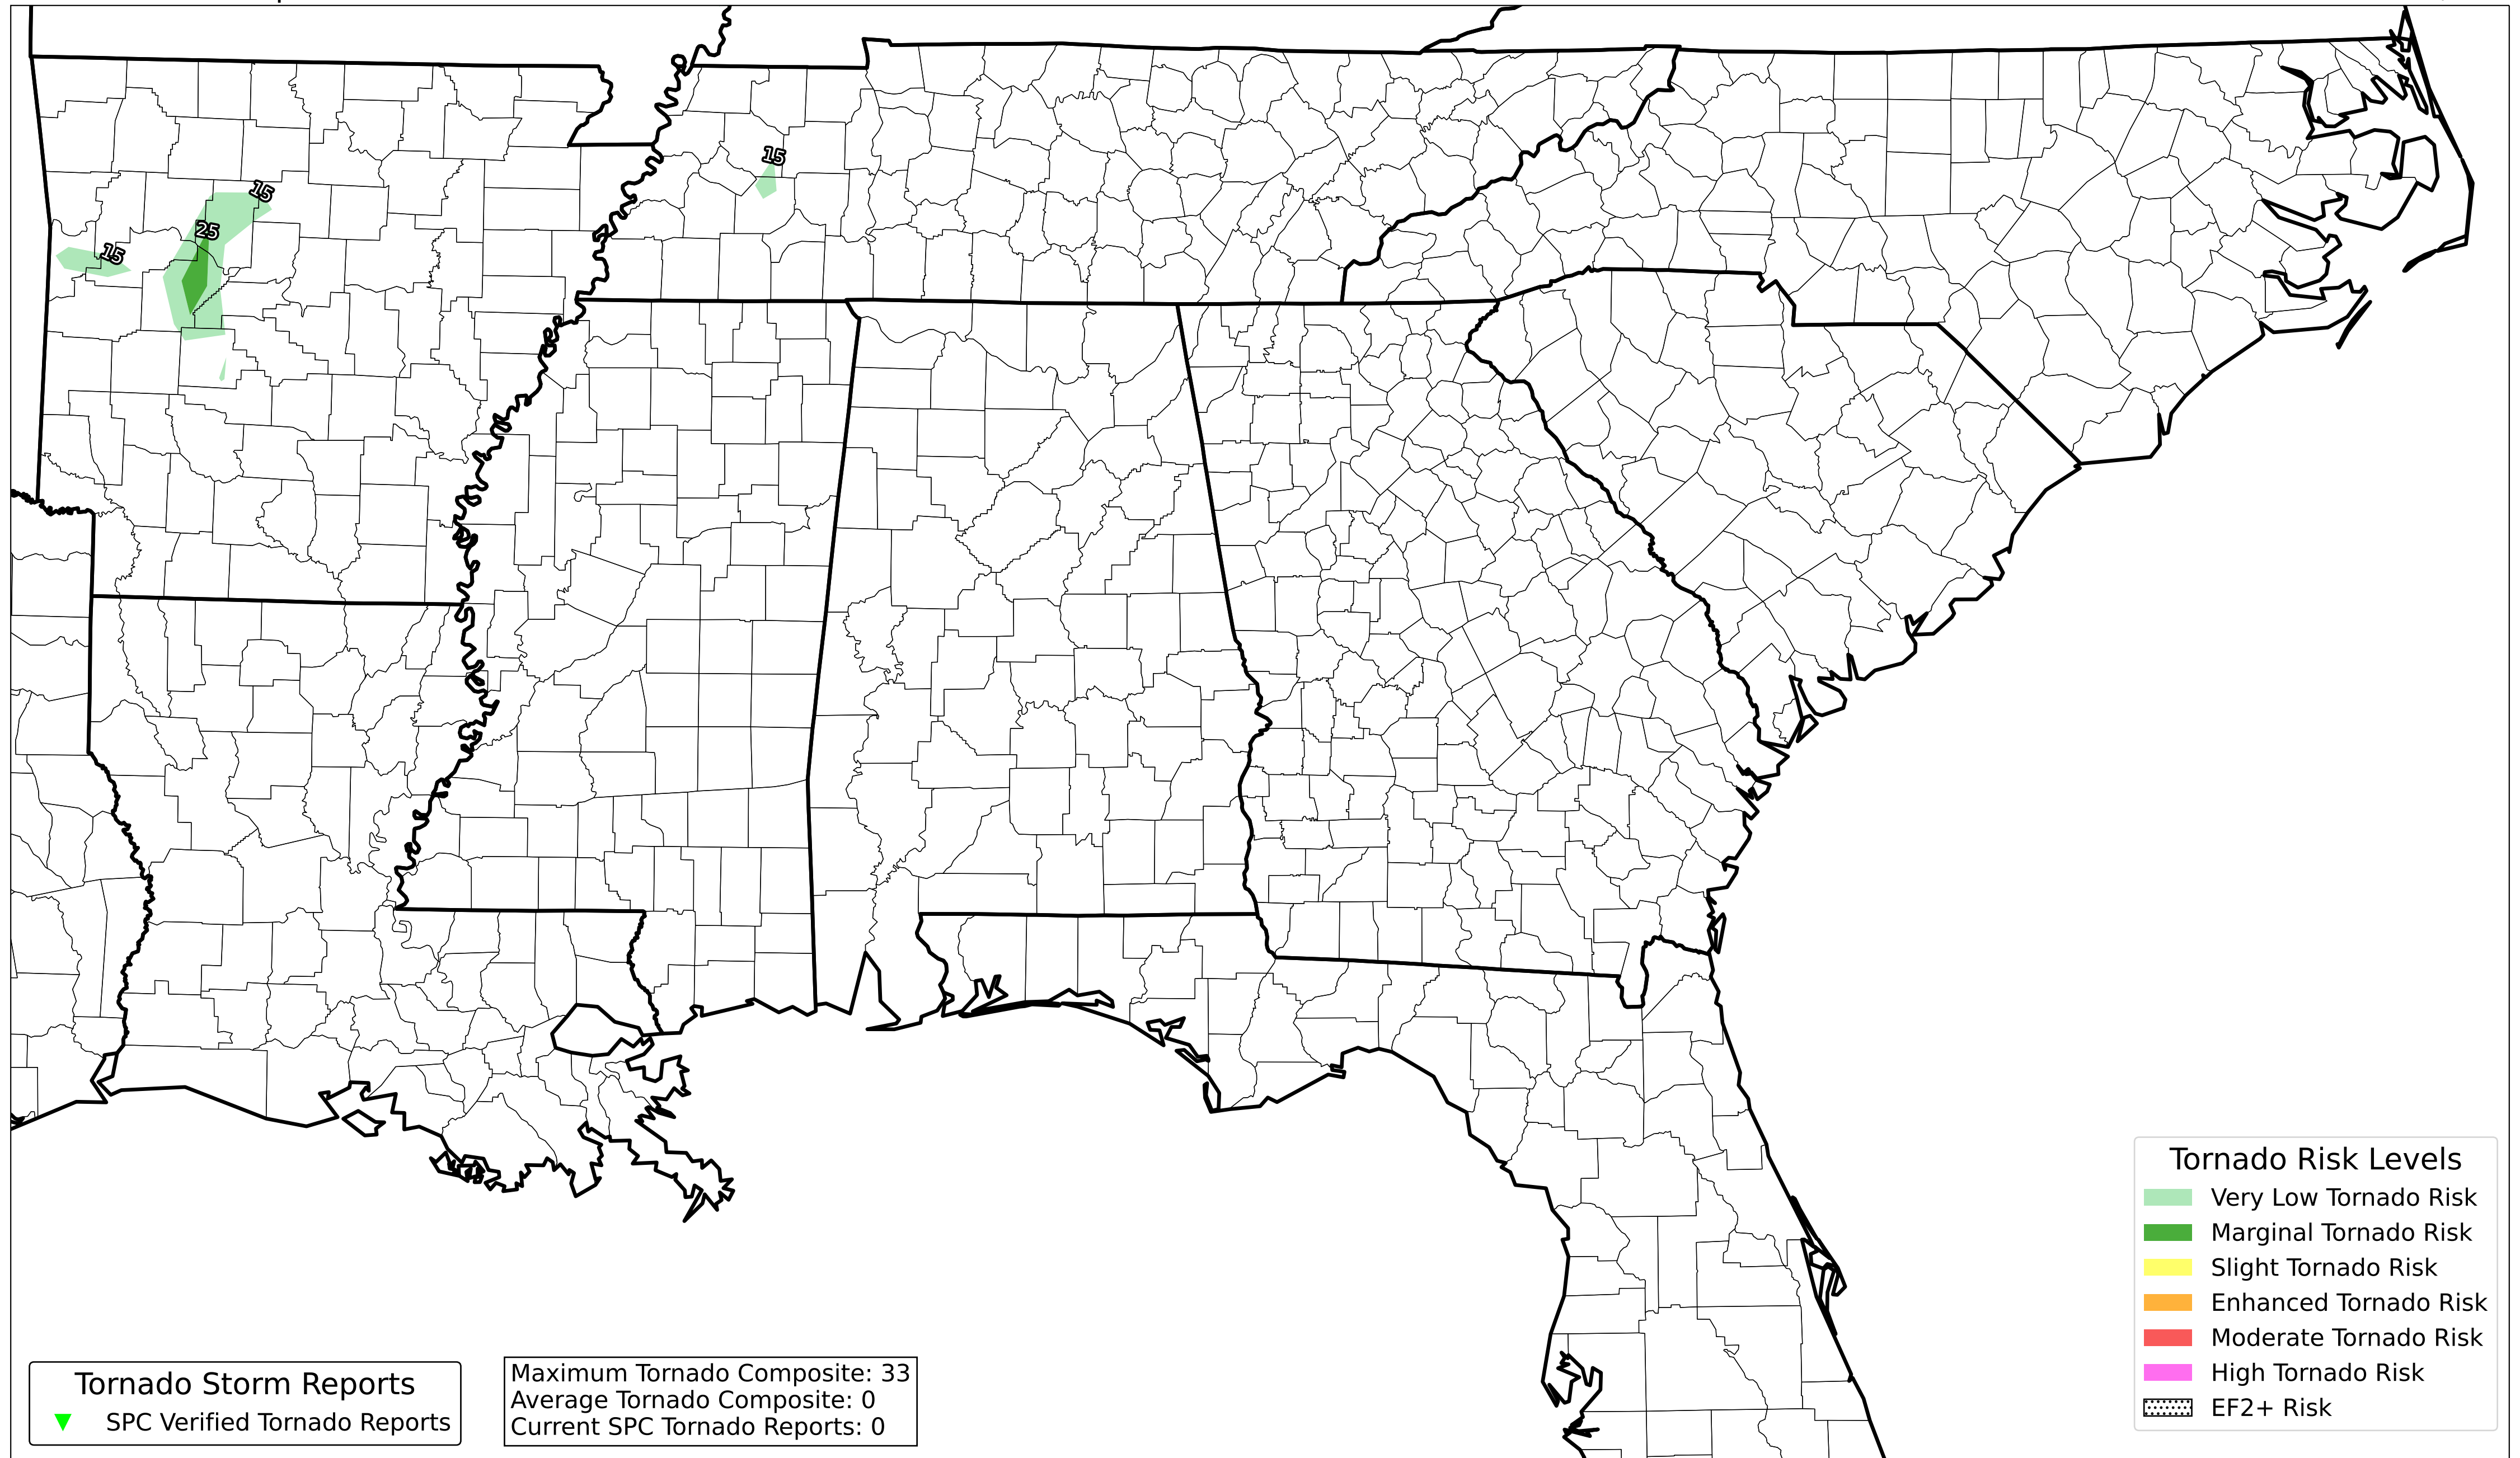 15
15
25
15
Tornado Storm Reports
SPC Verified Tornado Reports
Maximum Tornado Composite: 33
Average Tornado Composite: 0
Current SPC Tornado Reports: 0
Tornado Risk Levels
Very Low Tornado Risk
Marginal Tornado Risk
Slight Tornado Risk
Enhanced Tornado Risk
Moderate Tornado Risk
High Tornado Risk
EF2+ Risk